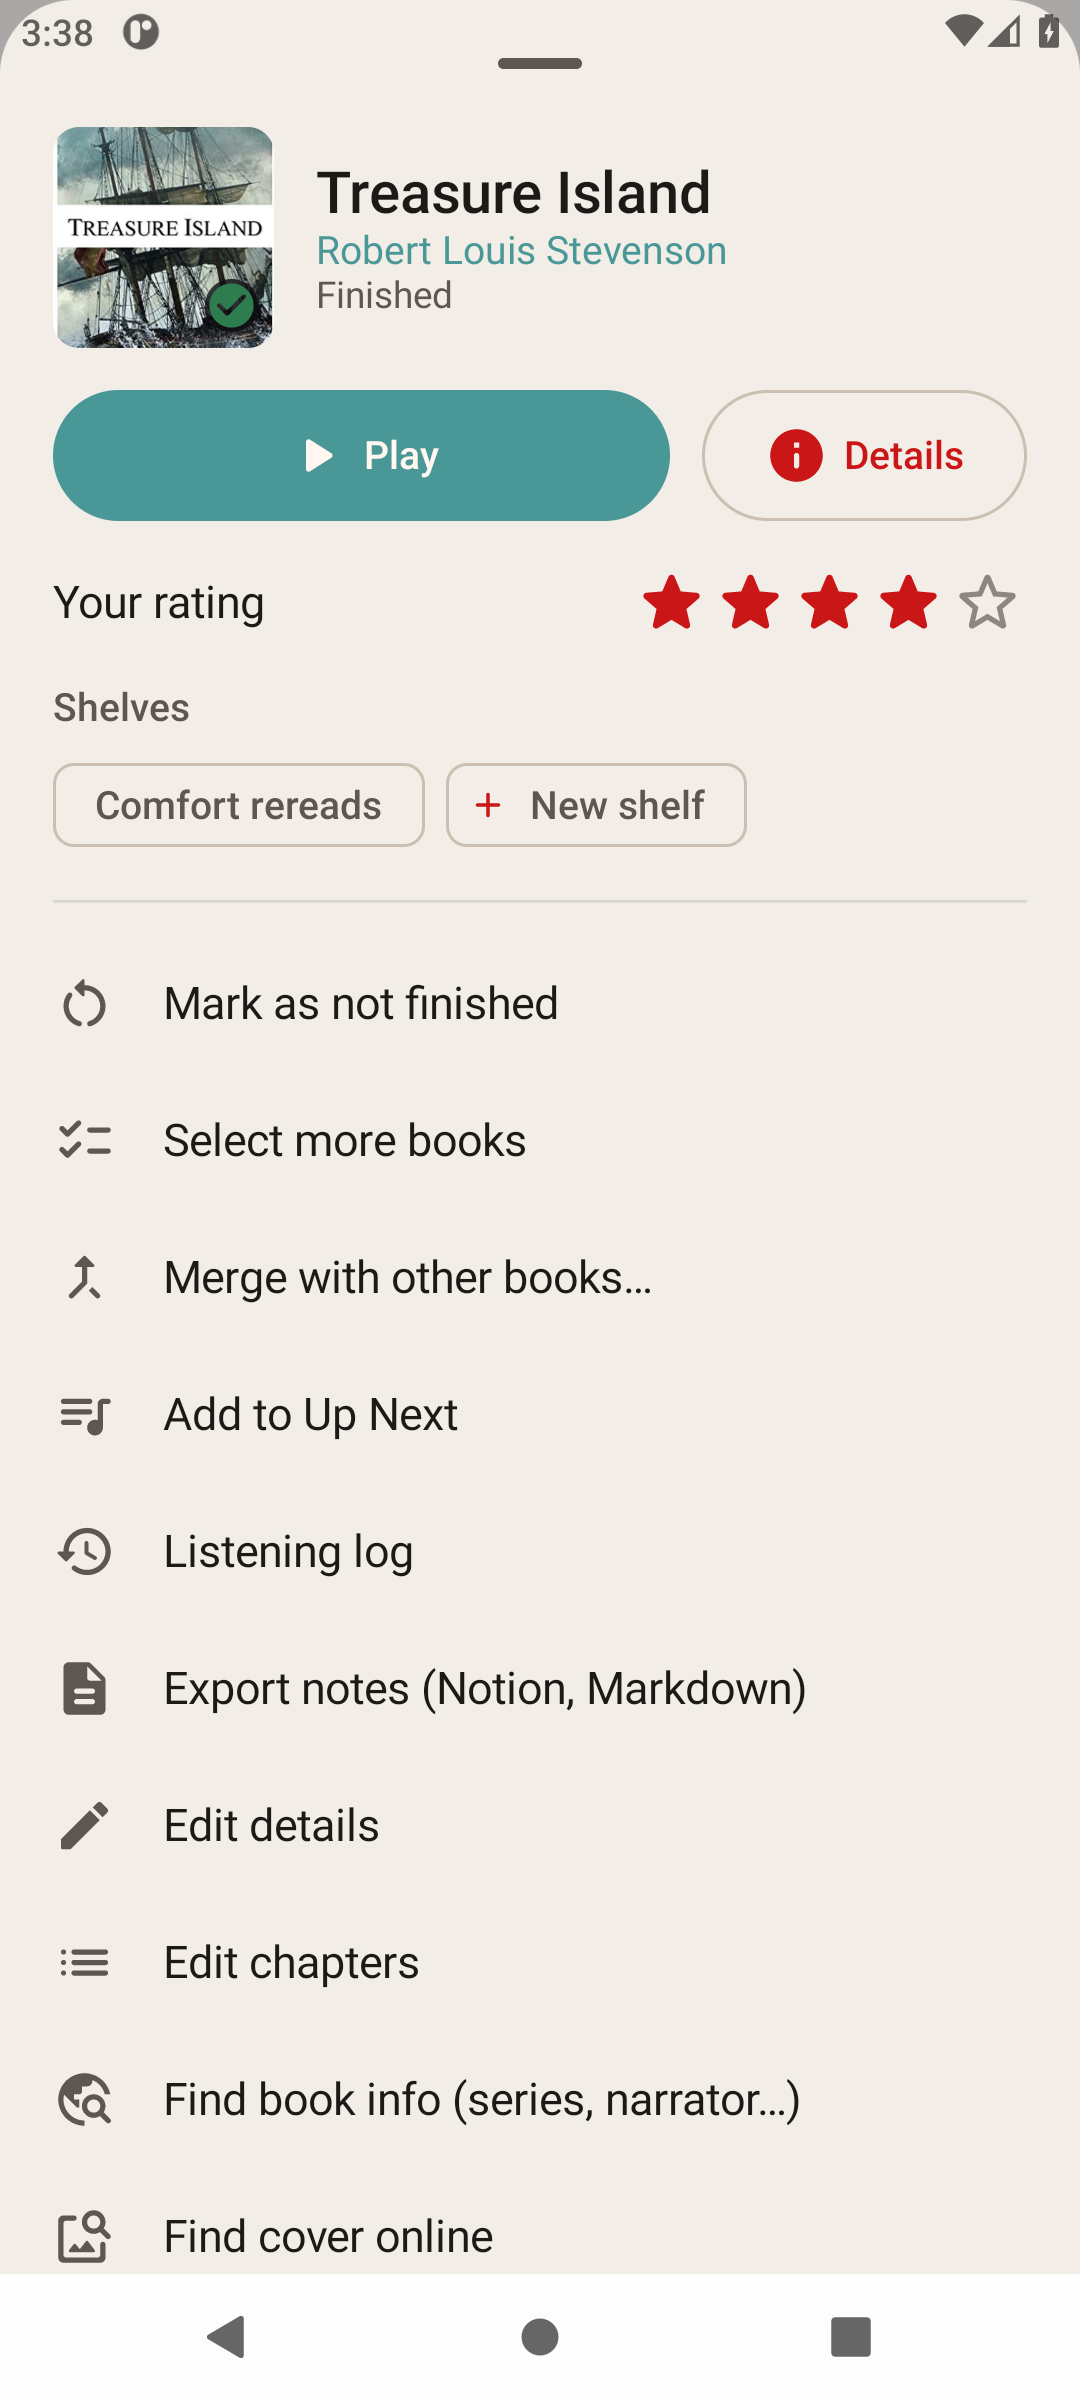 3:38
TREASURE ISLAND
Treasure Island
Robert Louis Stevenson
Finished
Play
Details
Your rating
Shelves
Comfort rereads
New shelf
Mark as not finished
Select more books
Merge with other books…
Add to Up Next
Listening log
Export notes (Notion, Markdown)
Edit details
Edit chapters
Find book info (series, narrator…)
Find cover online